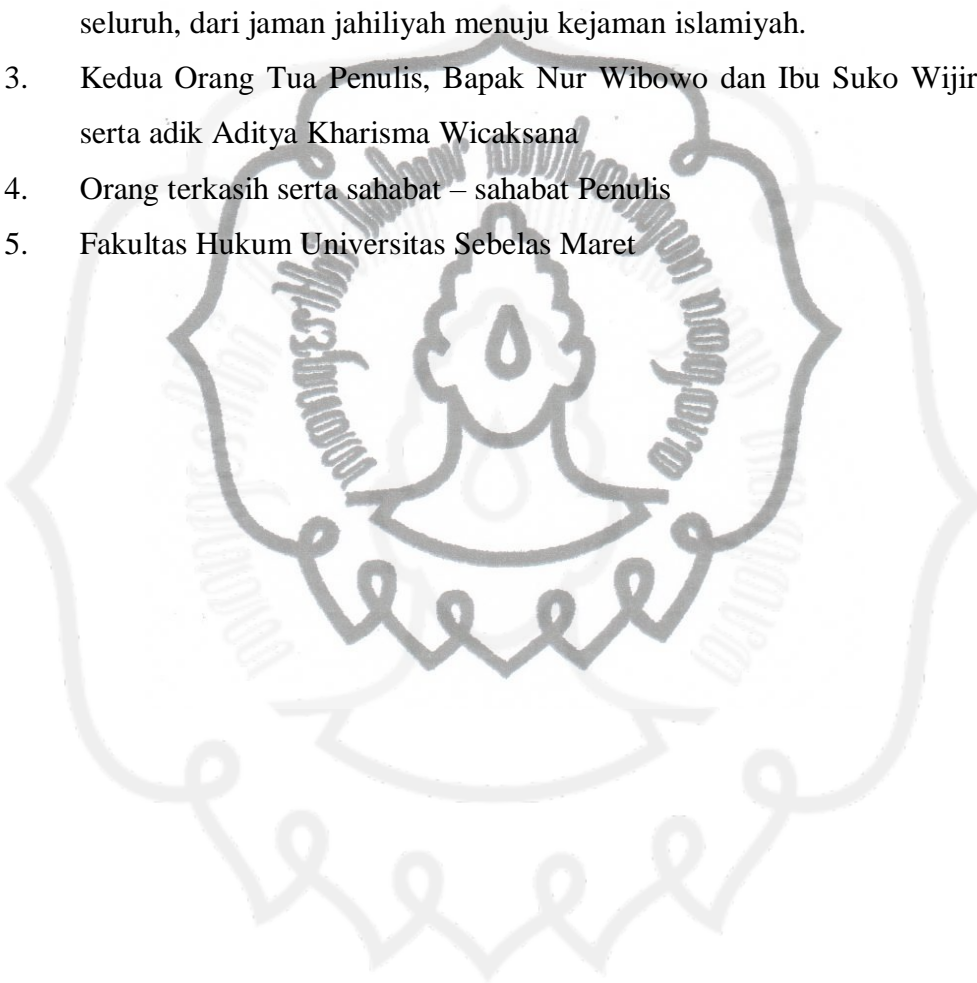 seluruh, dari jaman jahiliyah menuju kejaman islamiyah.
3. Kedua Orang Tua Penulis, Bapak Nur Wibowo dan Ibu Suko Wijir
serta adik Aditya Kharisma Wicaksana
4. Orang terkasih serta sahabat – sahabat Penulis
5. Fakultas Hukum Universitas Sebelas Maret